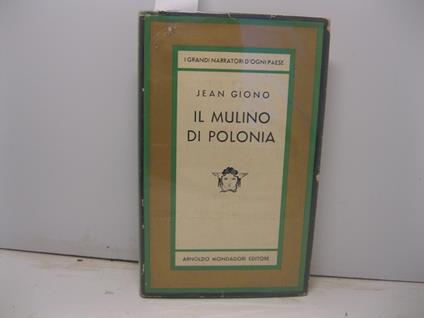 I GRANDI NARRATORI D'OGNI PAESE
JEAN GIONO
IL MULINO
DI POLONIA
ARNOLDO MONDADORI EDITORE